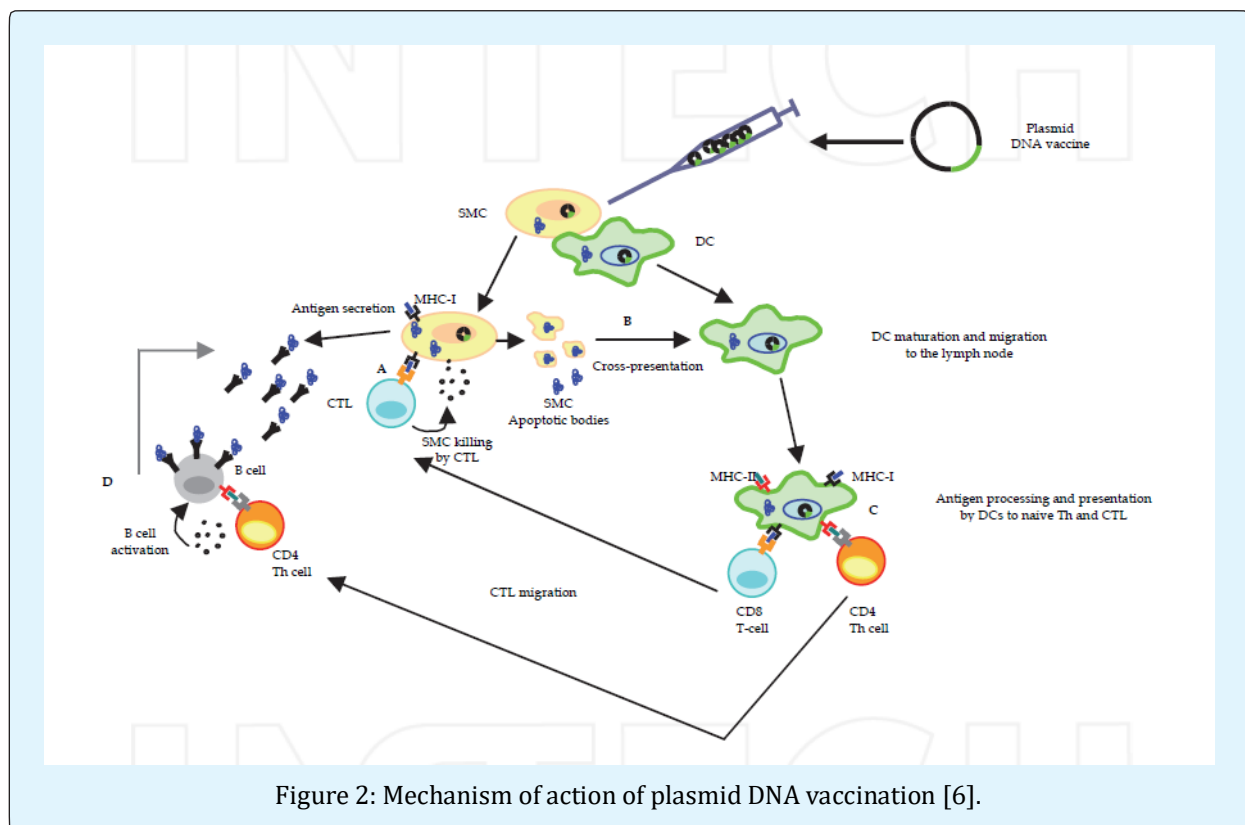 INTECH
Plasmid
DNA vaccine
SMC
DC
MHC-I
Antigen secretion
B
Cross-presentation
DC maturation and migration
to the lymph node
A
CTL
SMC
Apoptotic bodies
SMC killing
by CTL
MHC-II
MHC-I
C
Antigen processing and presentation
by DCs to naive Th and CTL
D
B cell
B cell
activation
CD4
Th cell
CTL migration
CD8
T-cell
CD4
Th cell
INTECH
Figure 2: Mechanism of action of plasmid DNA vaccination [6].